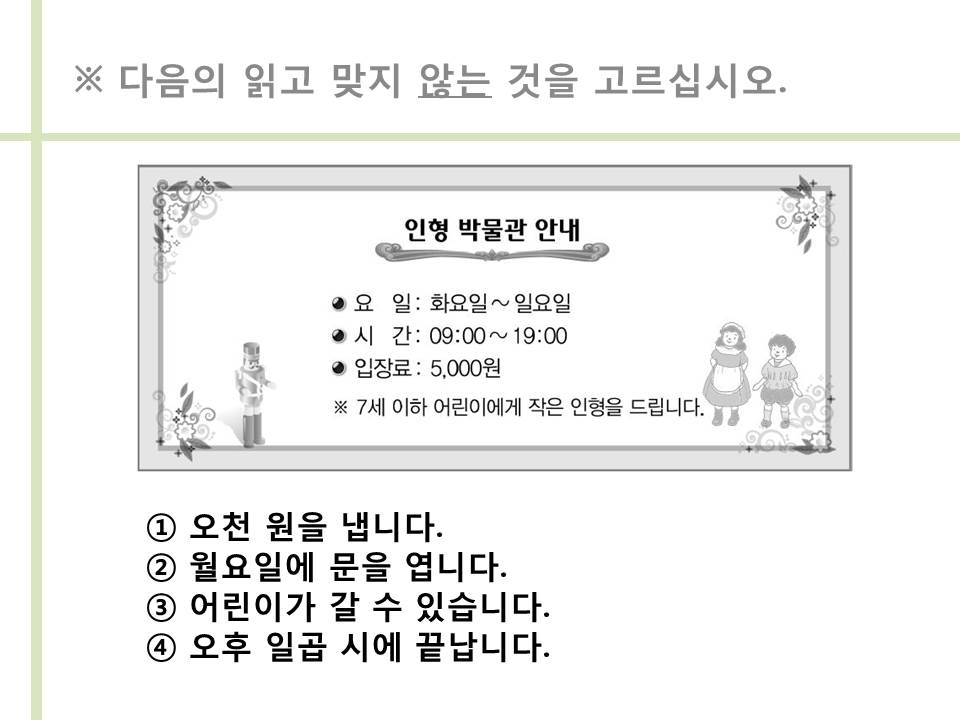 ※ 다음의 읽고 맞지 않는 것을 고르십시오.
인형 박물관 안내
요 일 : 화요일~일요일
시 간 : 09:00~19:00
입장료 : 5,000원
※ 7세 이하 어린이에게 작은 인형을 드립니다.
① 오천 원을 냅니다.
② 월요일에 문을 엽니다.
③ 어린이가 갈 수 있습니다.
④ 오후 일곱 시에 끝납니다.